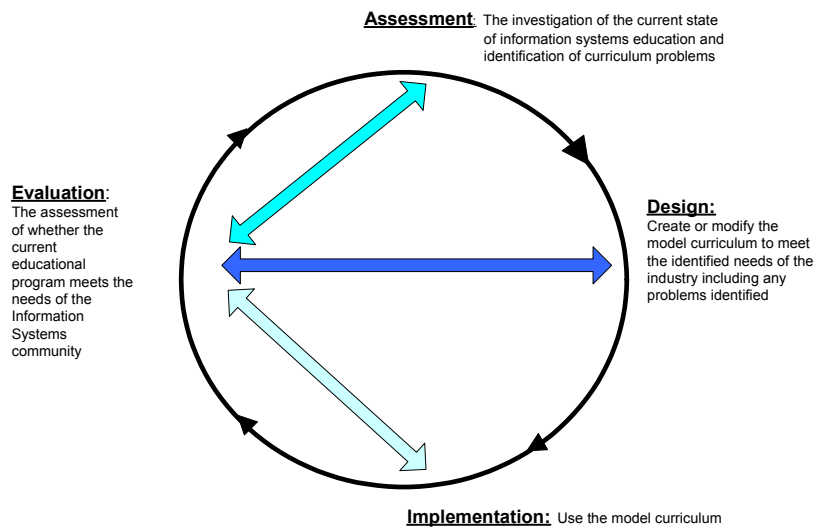 Assessment: The investigation of the current state
of information systems education and
identification of curriculum problems
Evaluation:
The assessment
of whether the
current
educational
program meets the
needs of the
Information
Systems
community
Design:
Create or modify the
model curriculum to meet
the identified needs of the
industry including any
problems identified
Implementation: Use the model curriculum